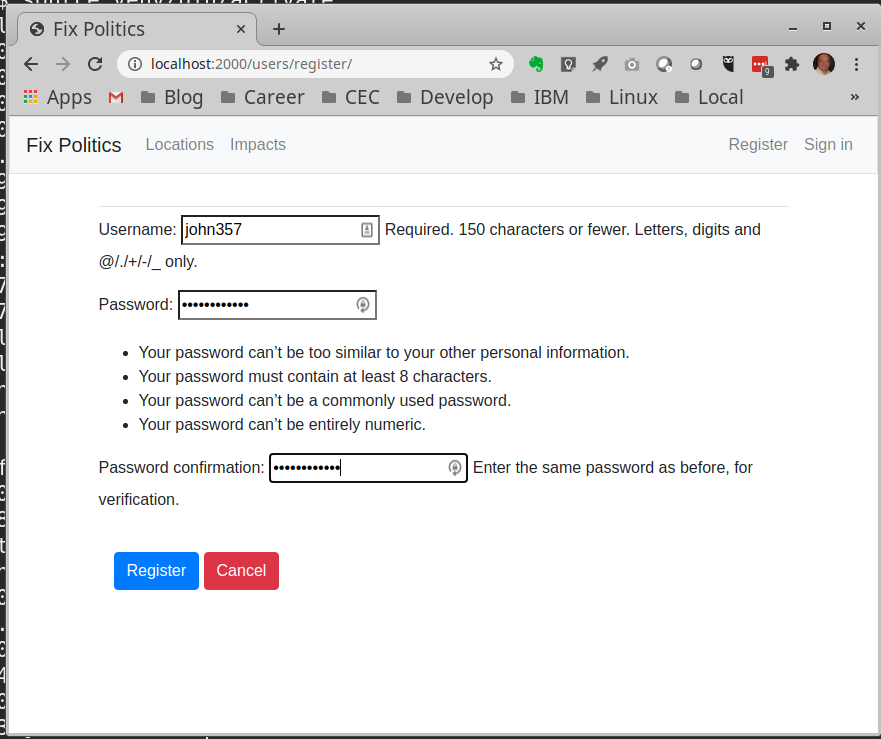 Fix Politics
localhost:2000/users/register/
9
Apps Blog Career CEC Develop IBM Linux Local »
Fix Politics Locations Impacts Register Sign in
Username: john357 Required. 150 characters or fewer. Letters, digits and
@/./+/-/_ only.
Password: ••••••••••••
• Your password can’t be too similar to your other personal information.
• Your password must contain at least 8 characters.
• Your password can’t be a commonly used password.
• Your password can’t be entirely numeric.
Password confirmation: •••••••••••• Enter the same password as before, for
verification.
Register Cancel